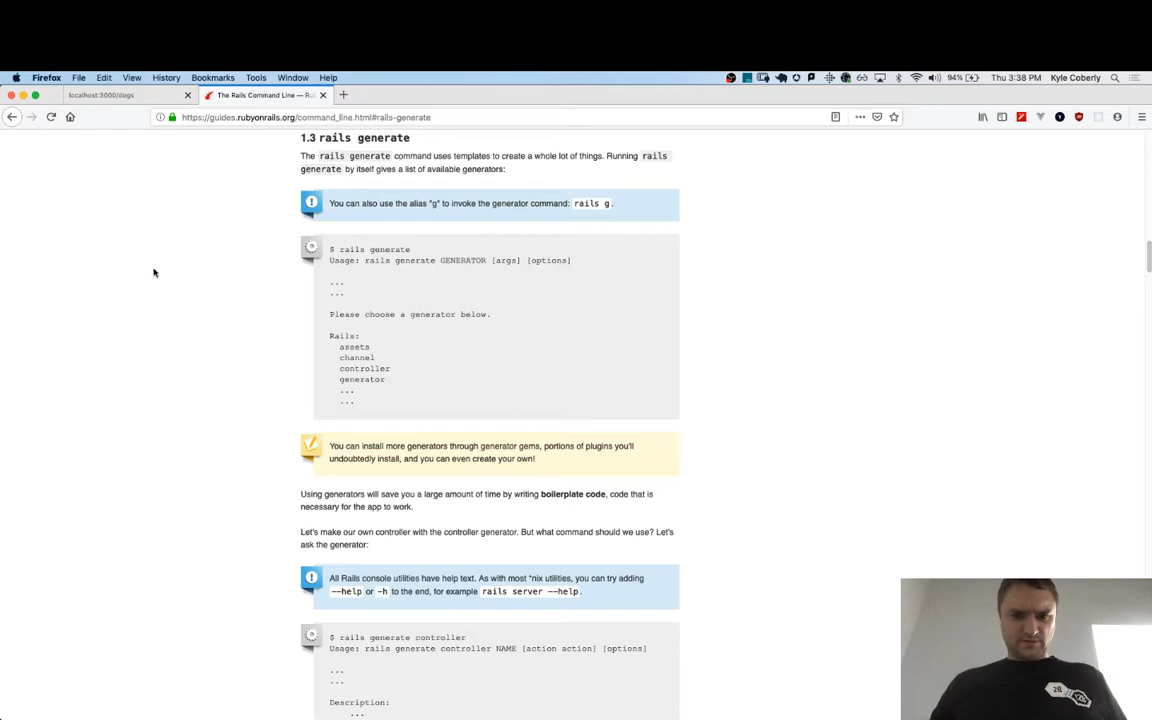 Firefox File Edit View History Bookmarks Tools Window Help 94% Thu 3:38 PM Kyle Coberly
localhost:3000/dogs The Rails Command Line — Ru
https://guides.rubyonrails.org/command_line.html#rails-generate
1.3 rails generate
The rails generate command uses templates to create a whole lot of things. Running rails
generate by itself gives a list of available generators:
You can also use the alias "g" to invoke the generator command: rails g.
$ rails generate
Usage: rails generate GENERATOR [args] [options]
...
...
Please choose a generator below.
Rails:
assets
channel
controller
generator
...
...
You can install more generators through generator gems, portions of plugins you'll
undoubtedly install, and you can even create your own!
Using generators will save you a large amount of time by writing boilerplate code, code that is
necessary for the app to work.
Let's make our own controller with the controller generator. But what command should we use? Let's
ask the generator:
All Rails console utilities have help text. As with most *nix utilities, you can try adding
--help or -h to the end, for example rails server --help.
$ rails generate controller
Usage: rails generate controller NAME [action action] [options]
...
...
Description:
...